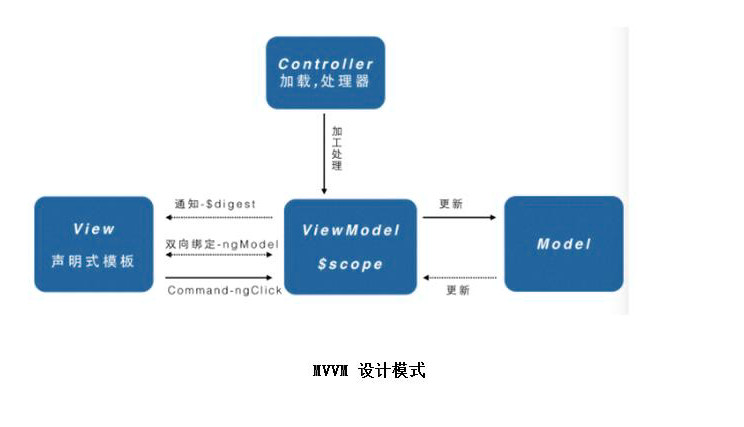 Controller
加载,处理器
加工处理
通知-$digest
更新
View
声明式模板
双向绑定-ngModel
ViewModel
$scope
Model
Command-ngClick
更新
MVVM 设计模式